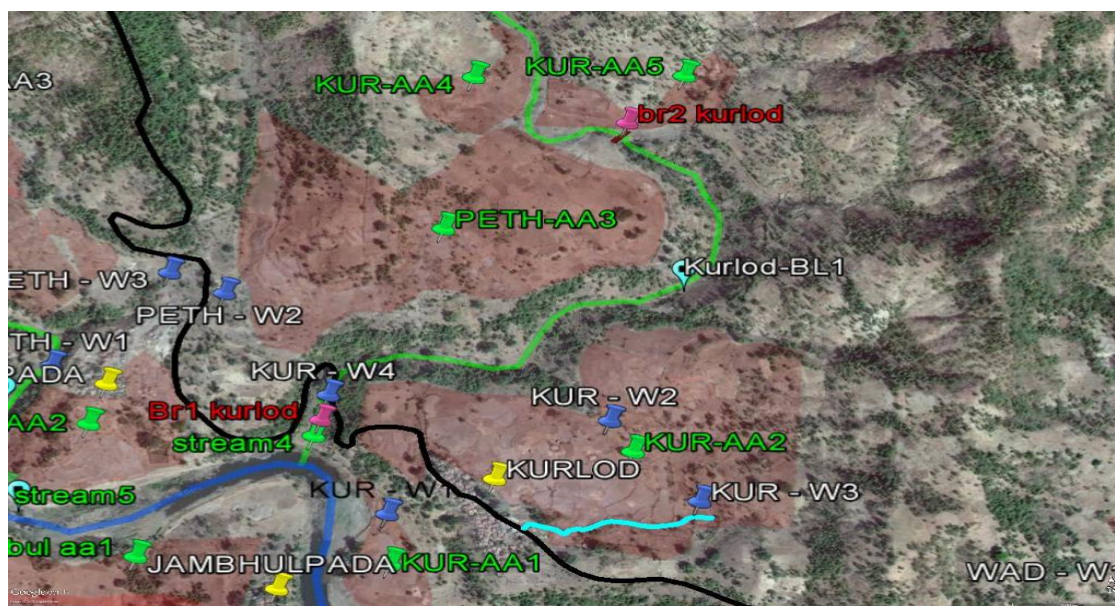 AA3
KUR-AA4
KUR-AA5
br2 kurlod
PETH-AA3
Kurlod-BL1
ETH - W3
PETH - W2
TH - W1
PADA
KUR - W4
Br1 kurlod
KUR - W2
AA2
stream4
KUR-AA2
KURLOD
stream5
KUR - W1
KUR - W3
bul aa1
JAMBHULPADA
KUR-AA1
WAD - W